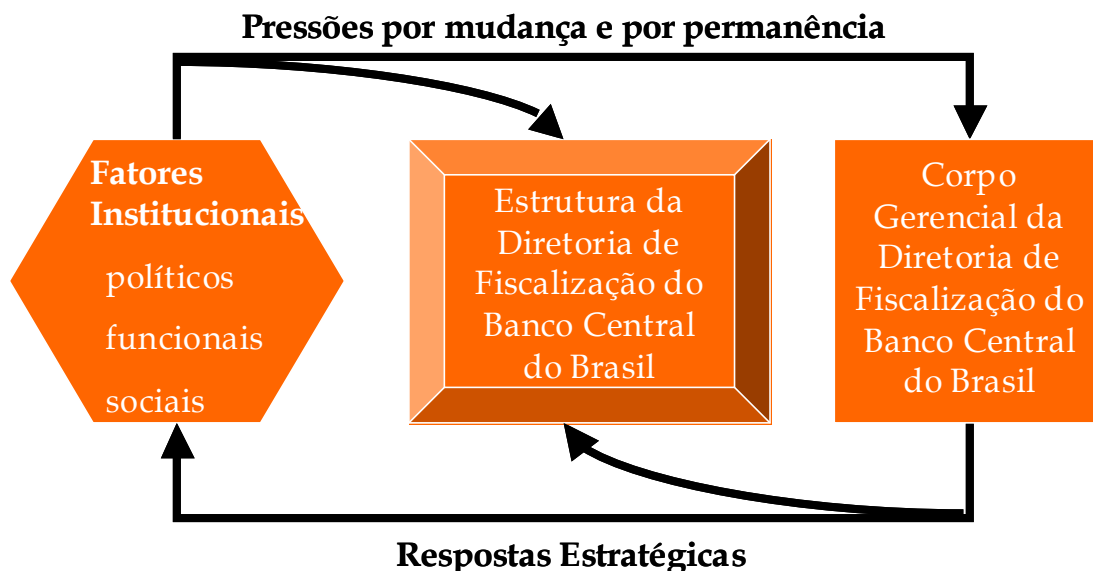 Pressões por mudança e por permanência
Fatores
Institucionais
políticos
funcionais
sociais
Estrutura da
Diretoria de
Fiscalização do
Banco Central
do Brasil
Corpo
Gerencial da
Diretoria de
Fiscalização do
Banco Central
do Brasil
Respostas Estratégicas